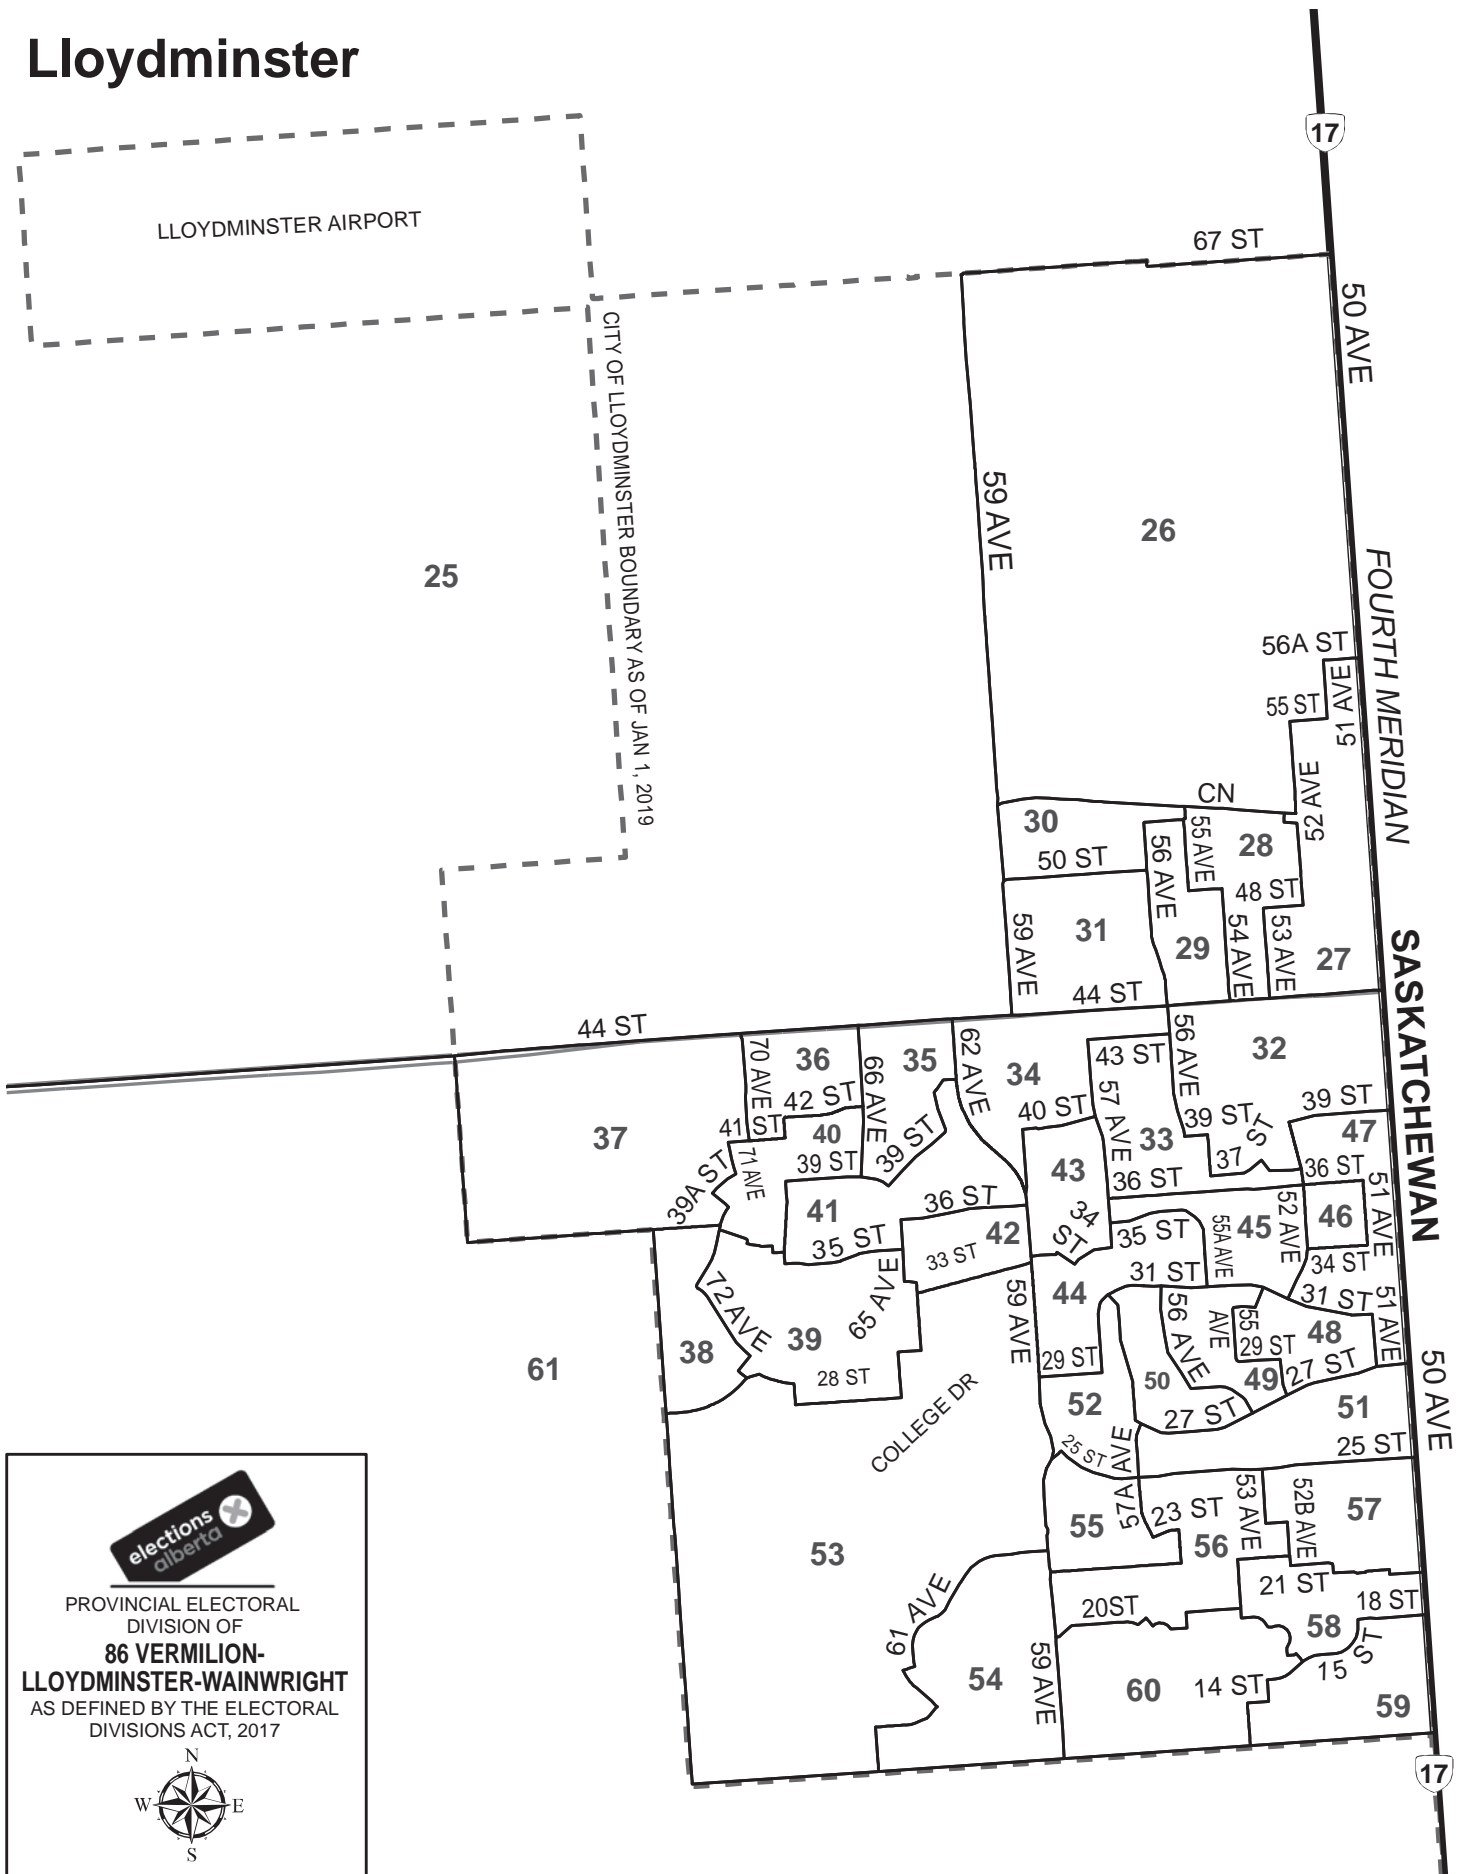 Lloydminster
17
67 ST
LLOYDMINSTER AIRPORT
50 AVE
CITY OF LLOYDMINSTER BOUNDARY AS OF JAN 1, 2019
59 AVE
26
25
FOURTH MERIDIAN
56A ST
51 AVE
55 ST
52 AVE
CN
30
55 AVE
28
56 AVE
50 ST
48 ST
59 AVE
31
29
54 AVE
53 AVE
27
SASKATCHEWAN
44 ST
44 ST
70 AVE
36
66 AVE
35
62 AVE
34
43 ST
56 AVE
32
42 ST
40 ST
57 AVE
39 ST
39 ST
37
41 ST
40
39 ST
33
37 ST
47
71 AVE
39 ST
43
36 ST
36 ST
51 AVE
39A ST
41
36 ST
34 ST
35 ST
55A AVE
45
52 AVE
46
35 ST
42
33 ST
34 ST
31 ST
72 AVE
65 AVE
59 AVE
44
56 AVE
55 AVE
31 ST
51 AVE
38
39
29 ST
29 ST
48
61
28 ST
50
49
27 ST
50 AVE
52
27 ST
51
COLLEGE DR
25 ST
57A AVE
25 ST
53
55
23 ST
53 AVE
52B AVE
57
56
61 AVE
20ST
21 ST
18 ST
58
15 ST
54
59 AVE
60
14 ST
59
17
elections
alberta
PROVINCIAL ELECTORAL
DIVISION OF
86 VERMILION-
LLOYDMINSTER-WAINWRIGHT
AS DEFINED BY THE ELECTORAL
DIVISIONS ACT, 2017
N
W
E
S